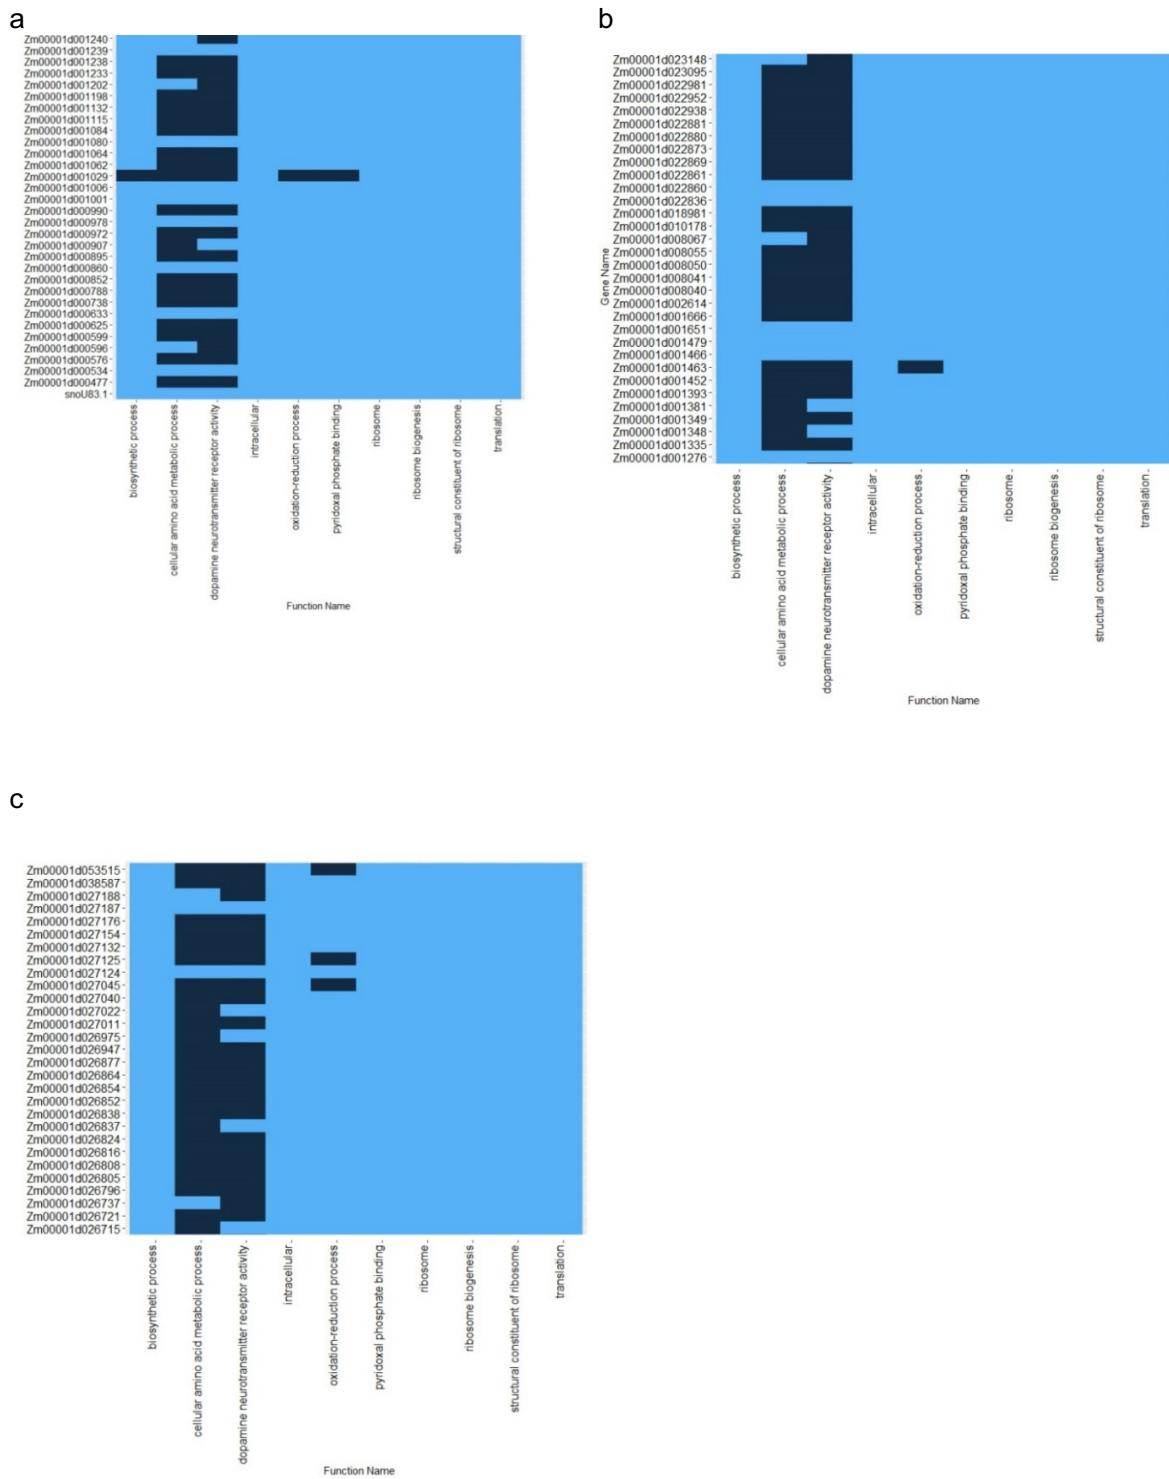 a
Zm00001d001240
Zm00001d001239
Zm00001d001238
Zm00001d001233
Zm00001d001202
Zm00001d001198
Zm00001d001132
Zm00001d001115
Zm00001d001084
Zm00001d001080
Zm00001d001064
Zm00001d001062
Zm00001d001029
Zm00001d001006
Zm00001d001001
Zm00001d000990
Zm00001d000978
Zm00001d000972
Zm00001d000907
Zm00001d000895
Zm00001d000860
Zm00001d000852
Zm00001d000788
Zm00001d000738
Zm00001d000633
Zm00001d000625
Zm00001d000599
Zm00001d000596
Zm00001d000576
Zm00001d000534
Zm00001d000477
snoU83.1
biosynthetic process
cellular amino acid metabolic process
dopamine neurotransmitter receptor activity
intracellular
oxidation-reduction process
pyridoxal phosphate binding
ribosome
ribosome biogenesis
structural constituent of ribosome
translation
Function Name
b
Gene Name
Zm00001d023148
Zm00001d023095
Zm00001d022981
Zm00001d022952
Zm00001d022938
Zm00001d022881
Zm00001d022880
Zm00001d022873
Zm00001d022869
Zm00001d022861
Zm00001d022860
Zm00001d022836
Zm00001d018981
Zm00001d010178
Zm00001d008067
Zm00001d008055
Zm00001d008050
Zm00001d008041
Zm00001d008040
Zm00001d002614
Zm00001d001666
Zm00001d001651
Zm00001d001479
Zm00001d001466
Zm00001d001463
Zm00001d001452
Zm00001d001393
Zm00001d001381
Zm00001d001349
Zm00001d001348
Zm00001d001335
Zm00001d001276
biosynthetic process
cellular amino acid metabolic process
dopamine neurotransmitter receptor activity
intracellular
oxidation-reduction process
pyridoxal phosphate binding
ribosome
ribosome biogenesis
structural constituent of ribosome
translation
Function Name
c
Zm00001d053515
Zm00001d038587
Zm00001d027188
Zm00001d027187
Zm00001d027176
Zm00001d027154
Zm00001d027132
Zm00001d027125
Zm00001d027124
Zm00001d027045
Zm00001d027040
Zm00001d027022
Zm00001d027011
Zm00001d026975
Zm00001d026947
Zm00001d026877
Zm00001d026864
Zm00001d026854
Zm00001d026852
Zm00001d026838
Zm00001d026837
Zm00001d026824
Zm00001d026816
Zm00001d026808
Zm00001d026805
Zm00001d026796
Zm00001d026737
Zm00001d026721
Zm00001d026715
biosynthetic process
cellular amino acid metabolic process
dopamine neurotransmitter receptor activity
intracellular
oxidation-reduction process
pyridoxal phosphate binding
ribosome
ribosome biogenesis
structural constituent of ribosome
translation
Function Name